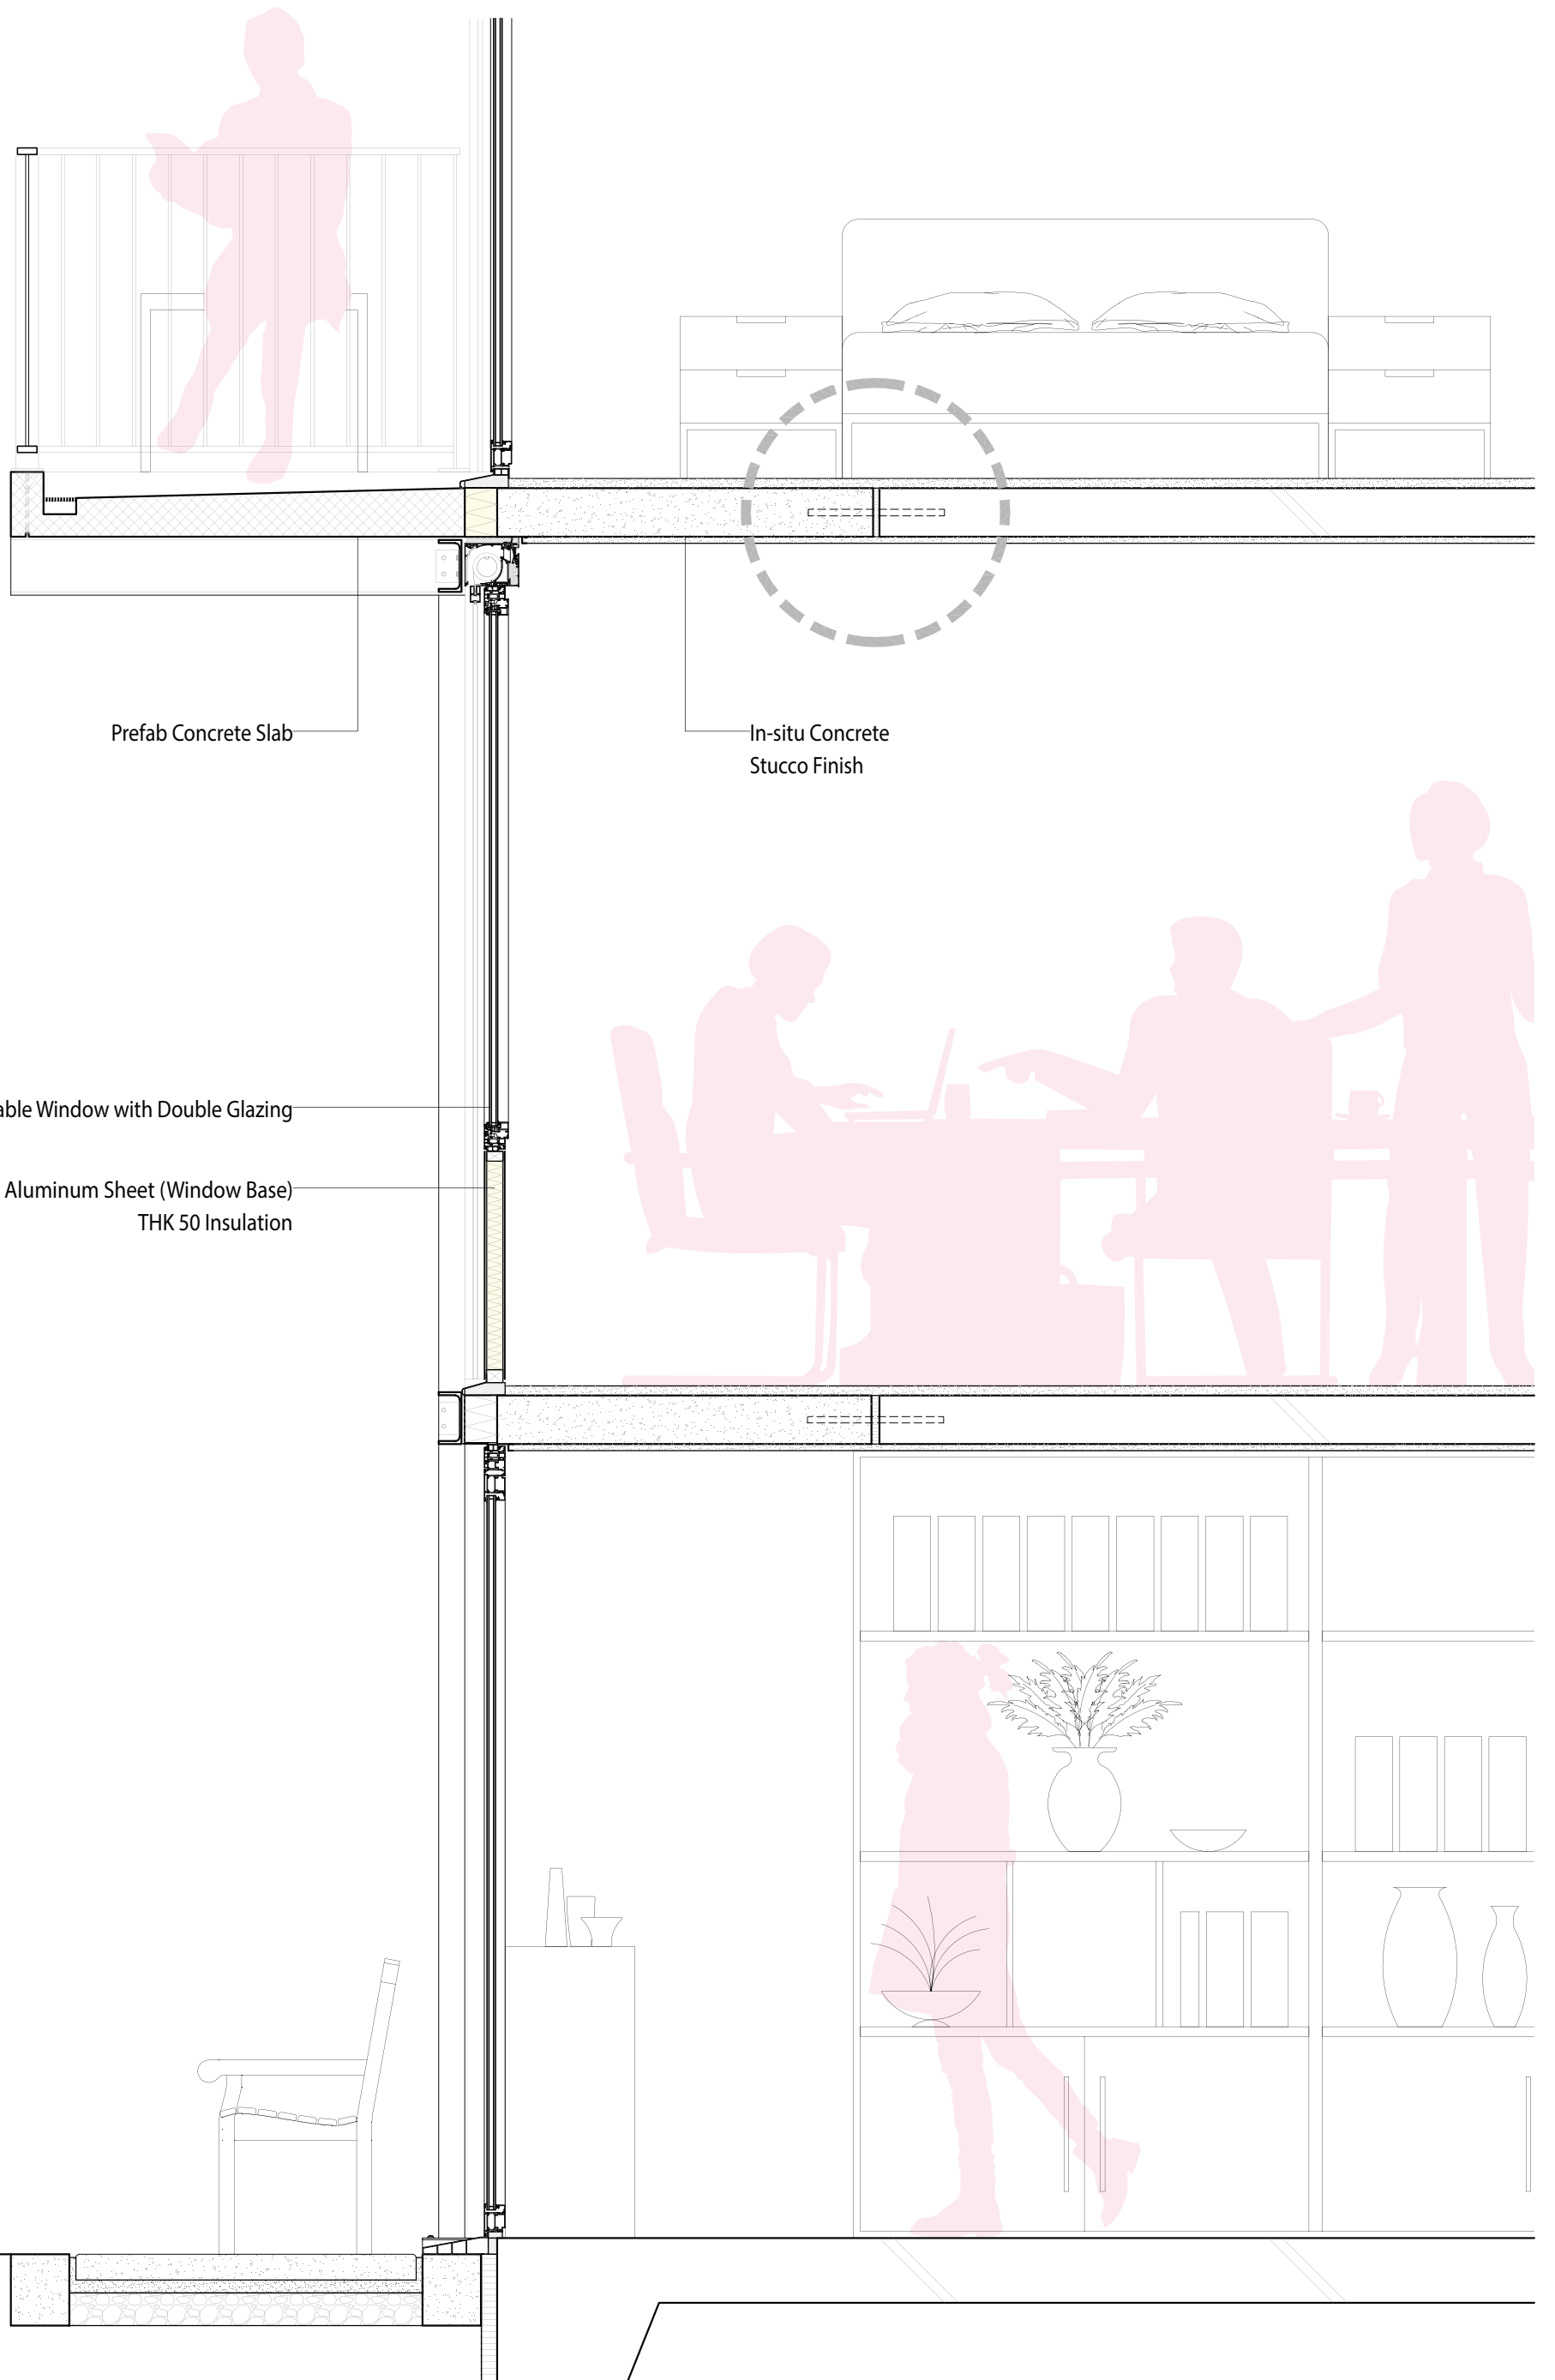 Prefab Concrete Slab
In-situ Concrete
Stucco Finish
Window with Double Glazing
Aluminum Sheet (Window Base)
THK 50 Insulation